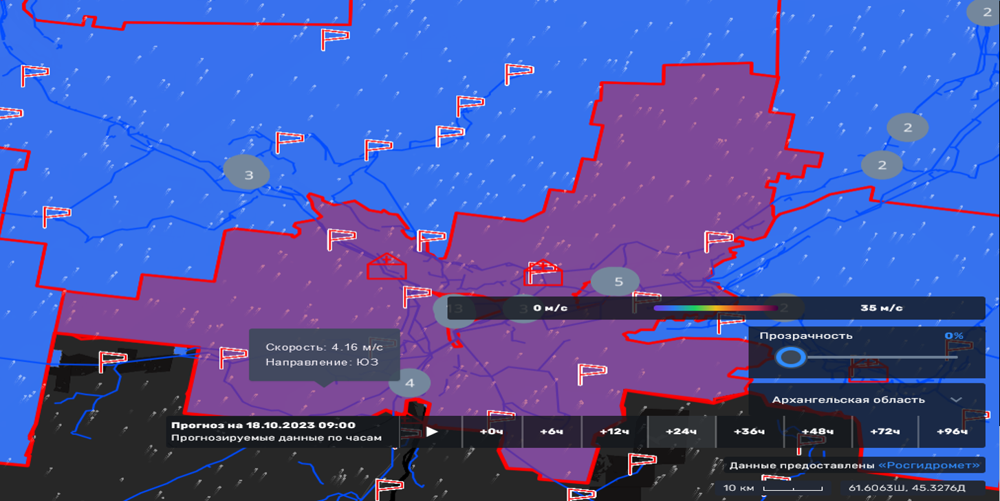 2
2
2
3
5
13
3
0 м/с
35 м/с
2
Прозрачность
0%
Скорость: 4.16 м/с
Направление: ЮЗ
4
Архангельская область
Прогноз на 18.10.2023 09:00
Прогнозируемые данные по часам
+0ч
+6ч
+12ч
+24ч
+36ч
+48ч
+72ч
+96ч
Данные предоставлены «Росгидромет»
10 км
61.6063Ш, 45.3276Д